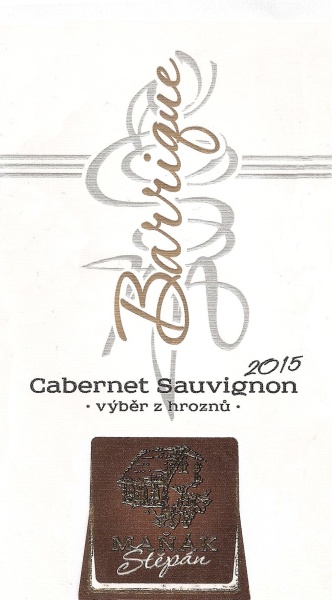 Barrique
2015
Cabernet Sauvignon
· výběr z hroznů ·
MAŇÁK
Štěpán